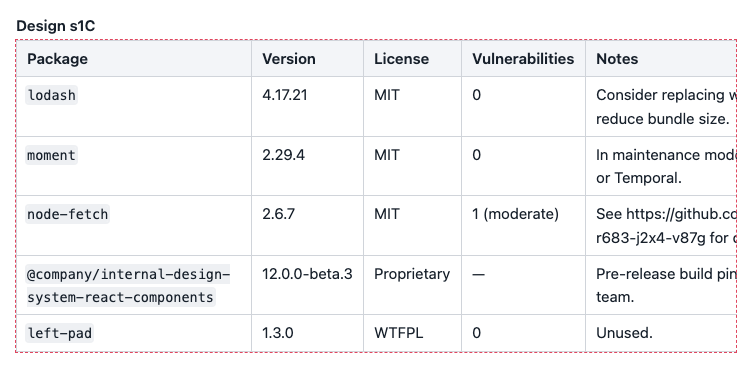 Design s1C
Package Version License Vulnerabilities Notes
lodash 4.17.21 MIT 0 Consider replacing
reduce bundle size.
moment 2.29.4 MIT 0 In maintenance
or Temporal.
node-fetch 2.6.7 MIT 1 (moderate) See https://github.co
r683-j2x4-v87g for
@company/internal-design- 12.0.0-beta.3 Proprietary — Pre-release build
system-react-components team.
left-pad 1.3.0 WTFPL 0 Unused.